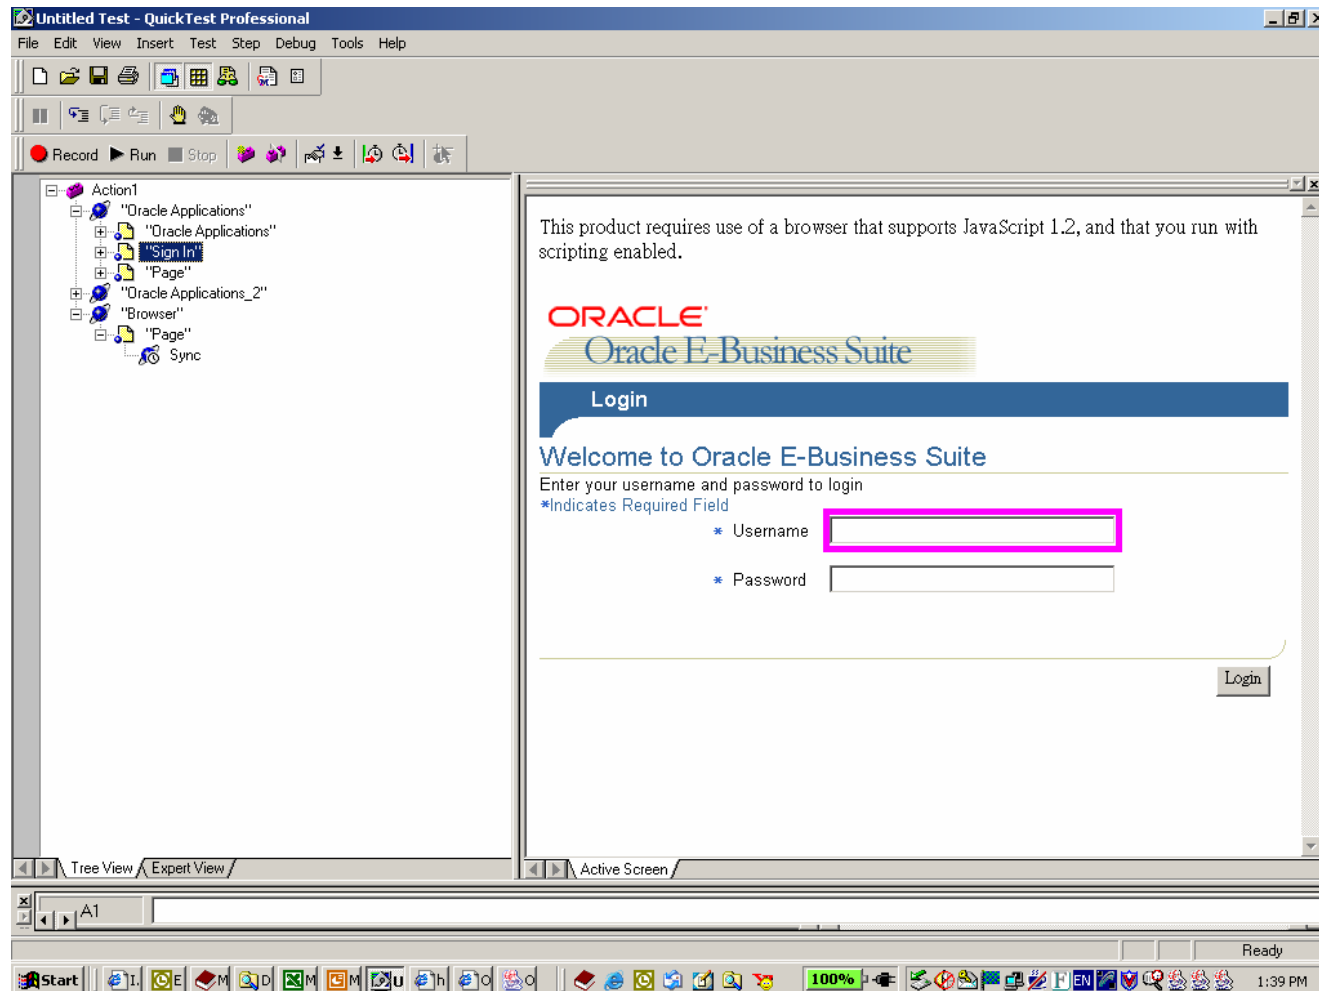 Untitled Test - QuickTest Professional
File Edit View Insert Test Step Debug Tools Help
Record Run Stop
Action1
"Oracle Applications"
"Oracle Applications"
"Sign In"
"Page"
"Oracle Applications_2"
"Browser"
"Page"
Sync
Tree View Expert View
This product requires use of a browser that supports JavaScript 1.2, and that you run with
scripting enabled.
ORACLE
Oracle E-Business Suite
Login
Welcome to Oracle E-Business Suite
Enter your username and password to login
*Indicates Required Field
* Username
* Password
Login
Active Screen
A1
Ready
Start I. E M D M M U h O O 100% EN 1:39 PM